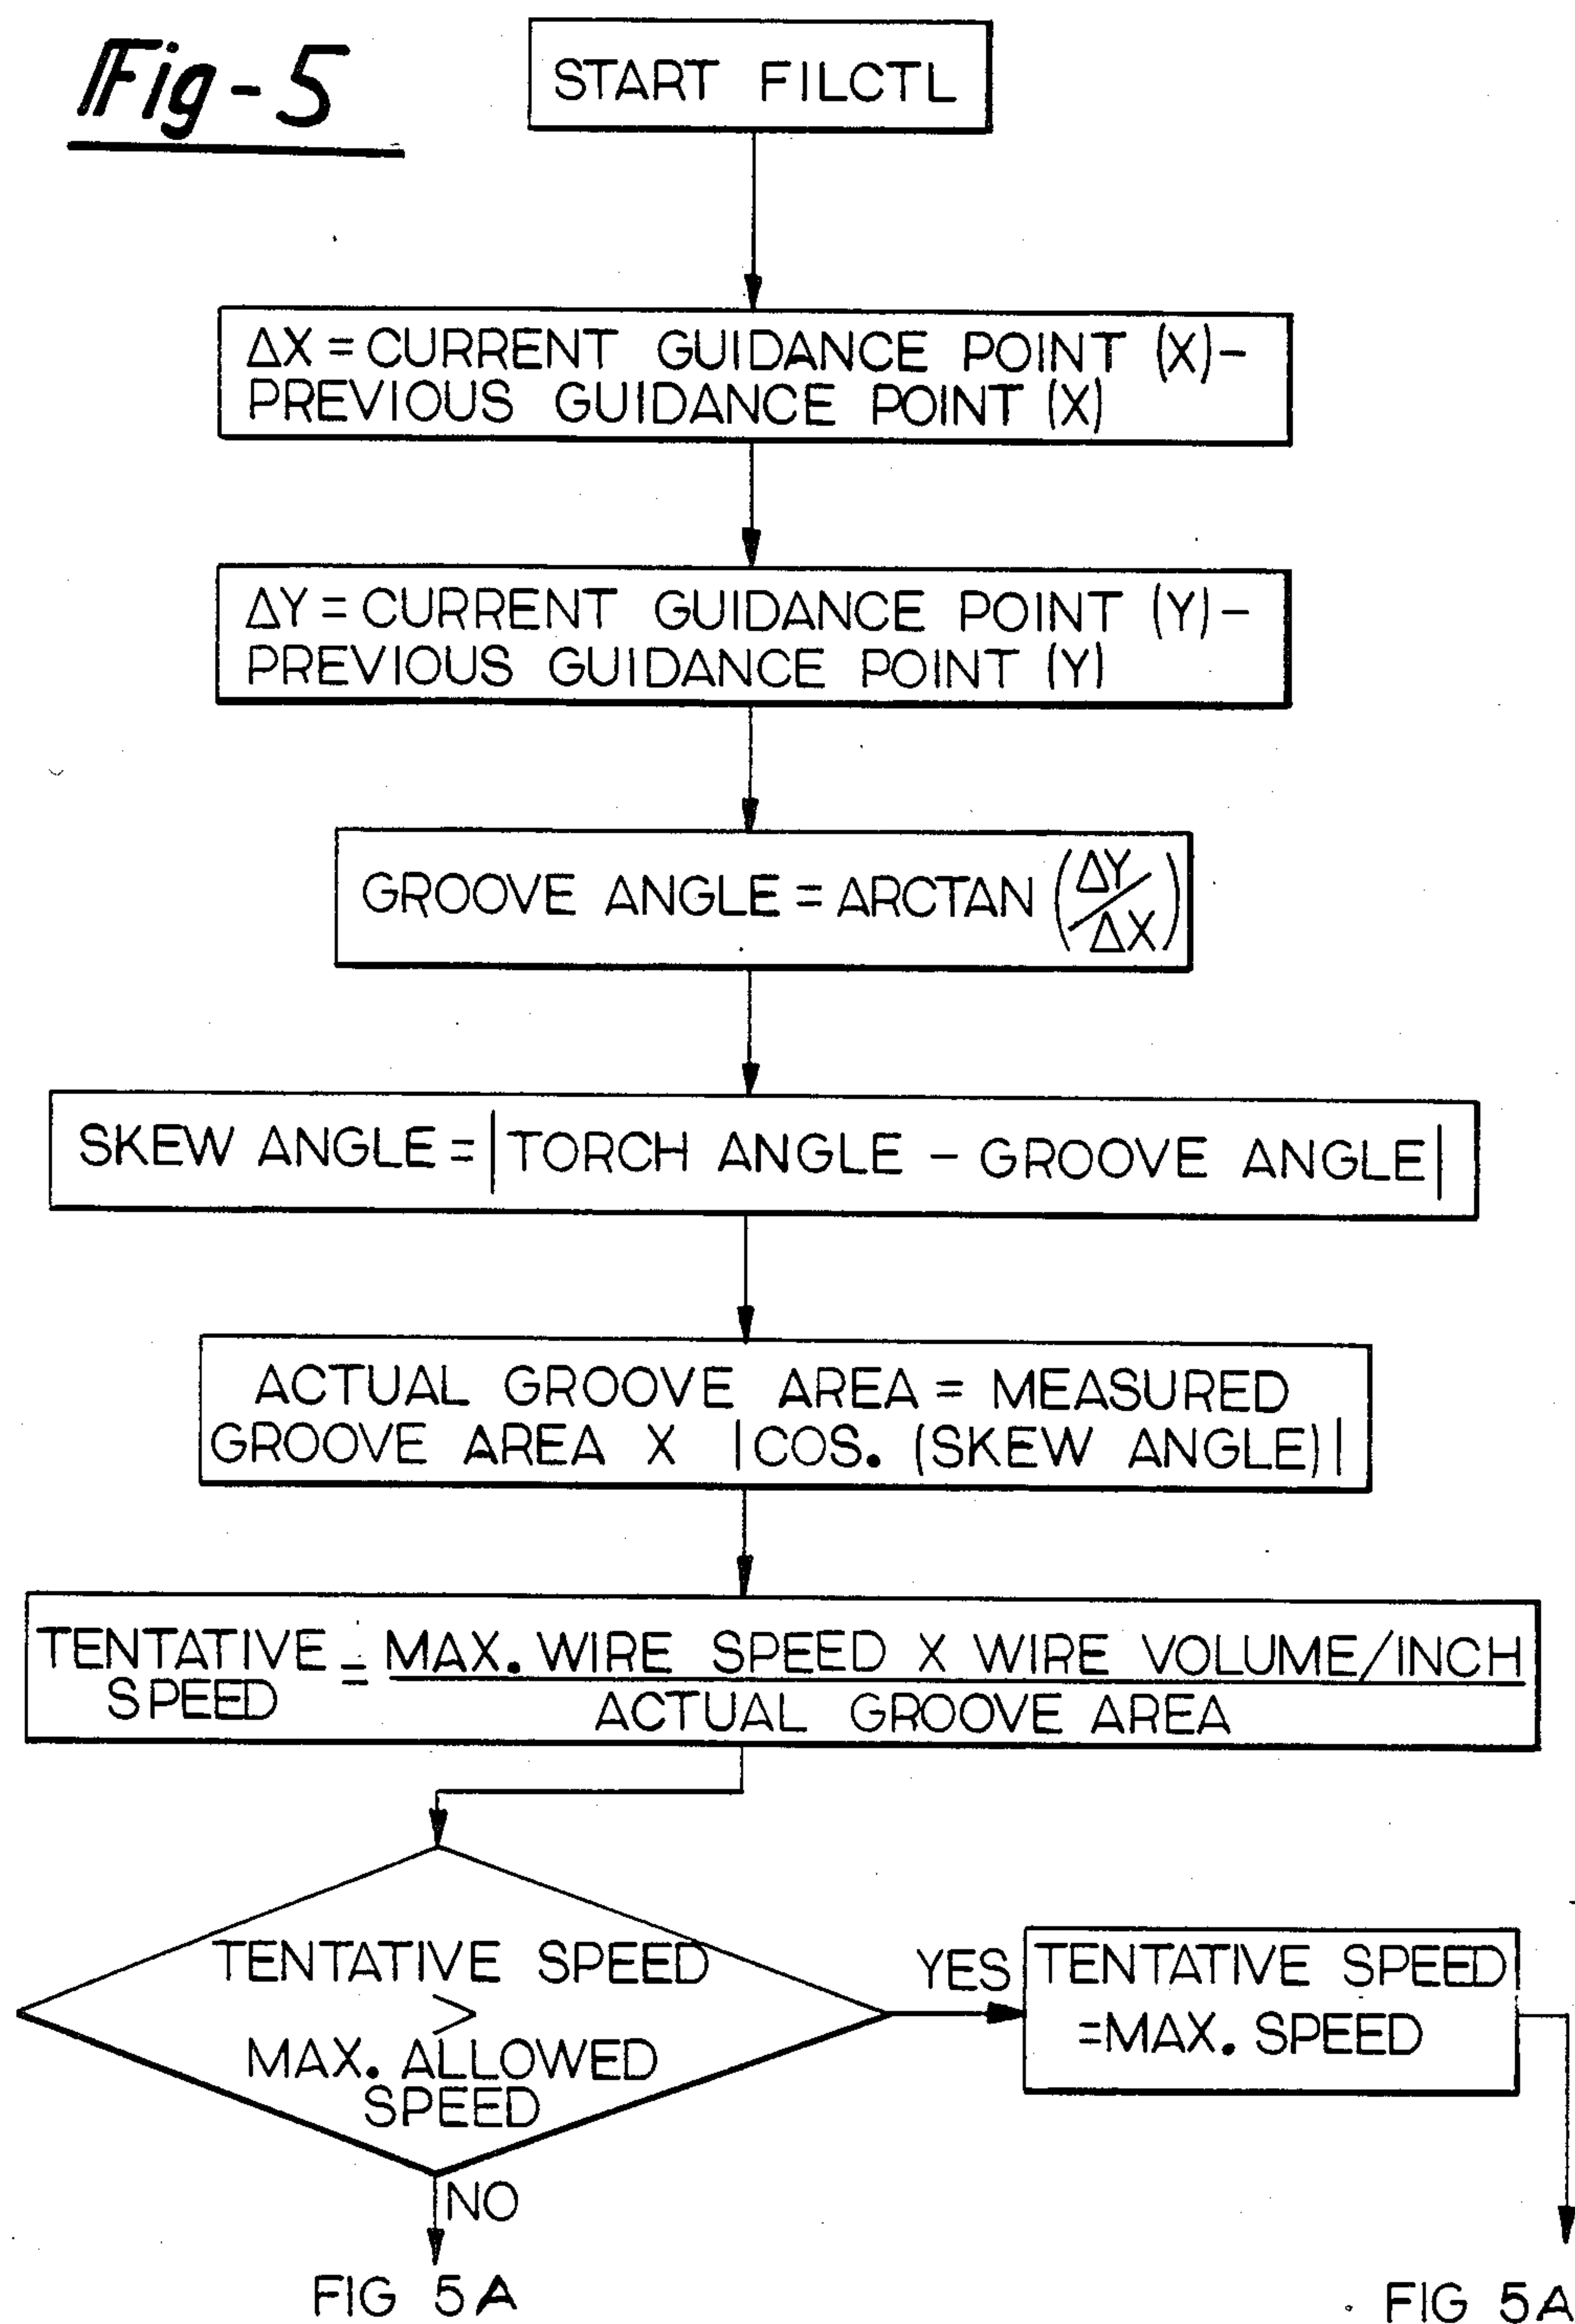 Fig-5
START FILCTL
ΔX = CURRENT GUIDANCE POINT (X) -
PREVIOUS GUIDANCE POINT (X)
ΔY = CURRENT GUIDANCE POINT (Y) -
PREVIOUS GUIDANCE POINT (Y)
GROOVE ANGLE = ARCTAN (ΔY/ΔX)
SKEW ANGLE = |TORCH ANGLE - GROOVE ANGLE|
ACTUAL GROOVE AREA = MEASURED
GROOVE AREA X |COS. (SKEW ANGLE)|
TENTATIVE SPEED = MAX. WIRE SPEED X WIRE VOLUME/INCH
ACTUAL GROOVE AREA
TENTATIVE SPEED
>
MAX. ALLOWED
SPEED
YES
TENTATIVE SPEED
=MAX. SPEED
NO
FIG 5A
FIG 5A